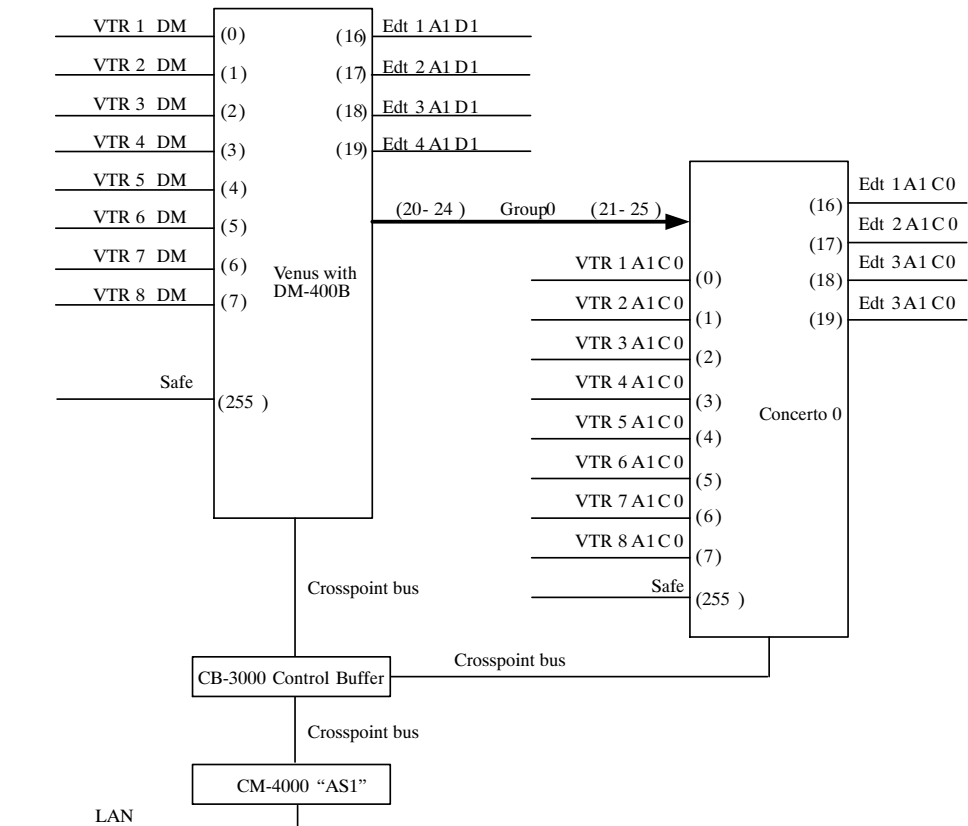 VTR 1 DM (0) (16) Edt 1 A1 D1
VTR 2 DM (1) (17) Edt 2 A1 D1
VTR 3 DM (2) (18) Edt 3 A1 D1
VTR 4 DM (3) (19) Edt 4 A1 D1
VTR 5 DM (4)
VTR 6 DM (5)
VTR 7 DM (6)
VTR 8 DM (7)
Venus with
DM-400B
Safe (255 )
(20- 24 ) Group0 (21- 25 )
(16) Edt 1 A1 C0
(17) Edt 2 A1 C0
(18) Edt 3 A1 C0
(19) Edt 3 A1 C0
VTR 1 A1 C0 (0)
VTR 2 A1 C0 (1)
VTR 3 A1 C0 (2)
VTR 4 A1 C0 (3)
VTR 5 A1 C0 (4)
VTR 6 A1 C0 (5)
VTR 7 A1 C0 (6)
VTR 8 A1 C0 (7)
Concerto 0
Safe (255 )
Crosspoint bus
Crosspoint bus
CB-3000 Control Buffer
Crosspoint bus
CM-4000 “AS1”
LAN